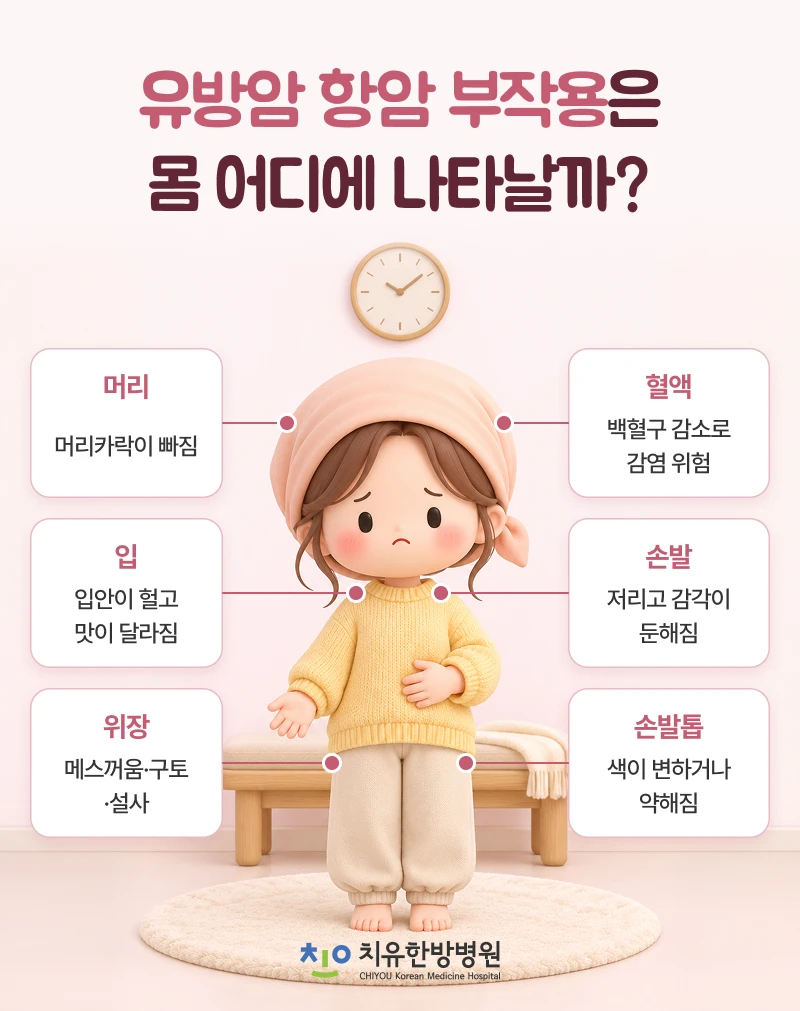 유방암 항암 부작용은
몸 어디에 나타날까?
머리
머리카락이 빠짐
혈액
백혈구 감소로
감염 위험
입
입안이 헐고
맛이 달라짐
손발
저리고 감각이
둔해짐
위장
메스꺼움·구토
·설사
손발톱
색이 변하거나
약해짐
치유 치유한방병원
CHIYOU Korean Medicine Hospital